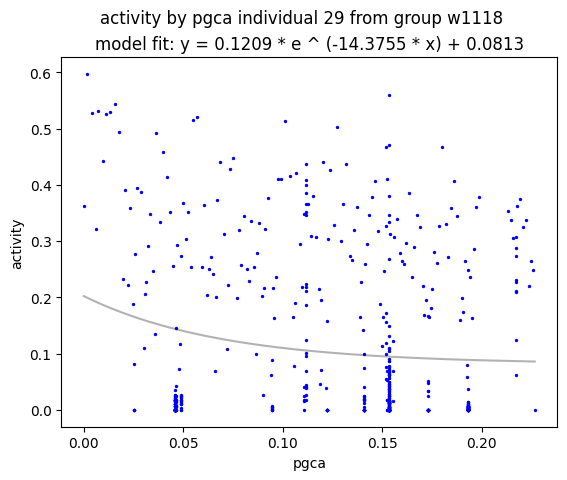 activity by pgca individual 29 from group w1118
model fit: y = 0.1209 * e ^ (-14.3755 * x) + 0.0813
0.6
0.5
0.4
0.3
0.2
0.1
0.0
activity
0.00 0.05 0.10 0.15 0.20
pgca